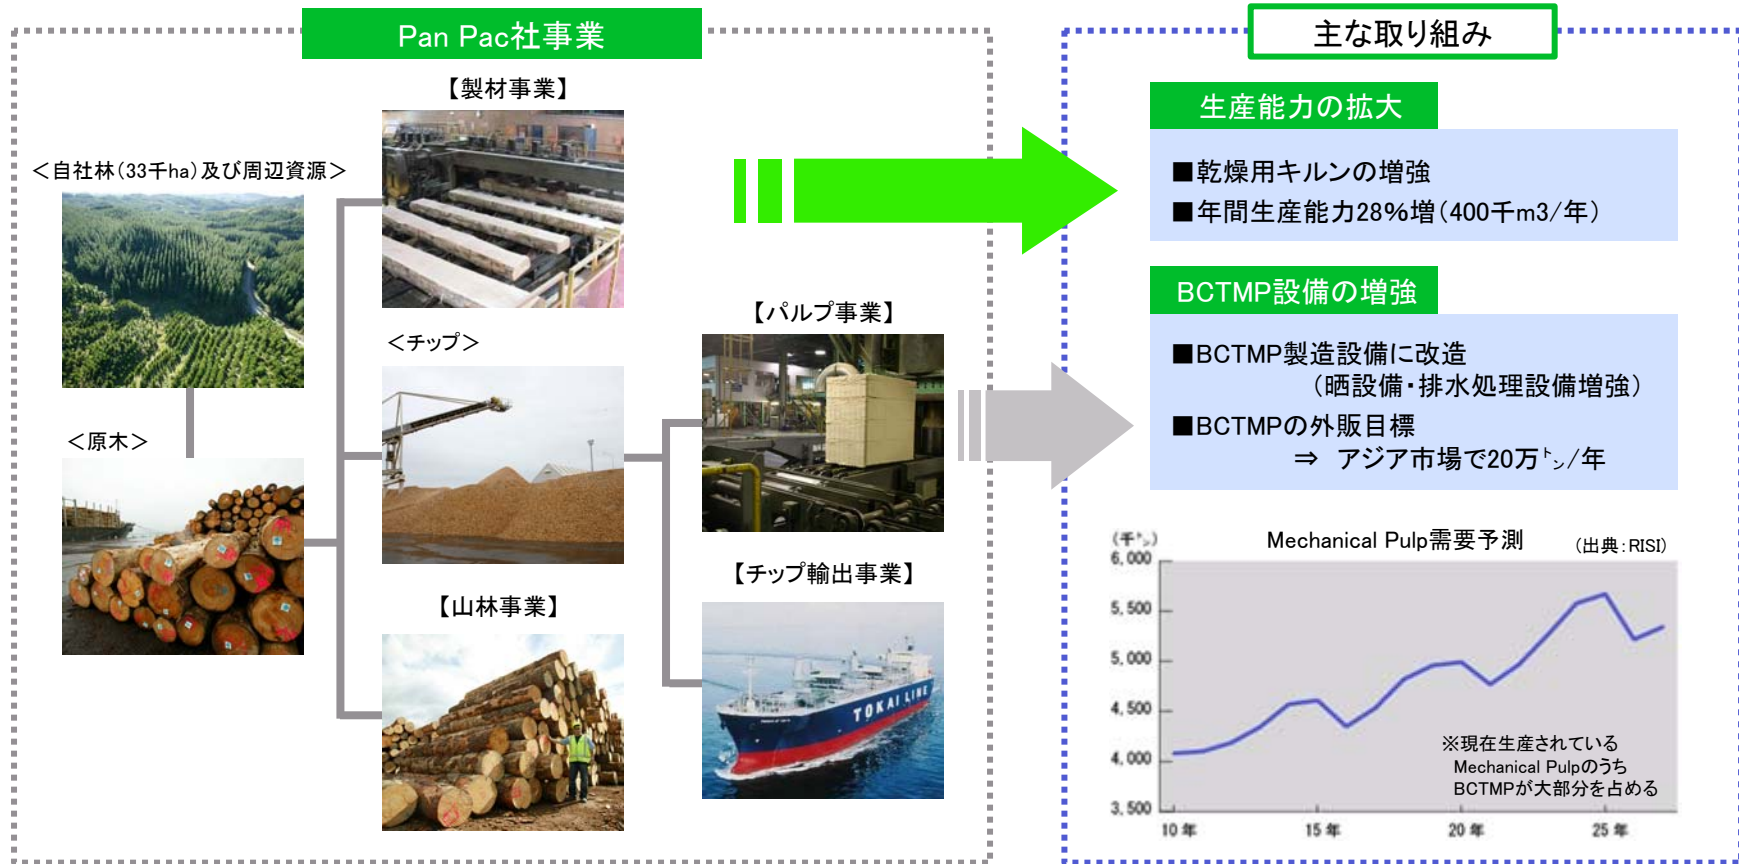 Pan Pac社事業
【製材事業】
＜自社林（33千ha）及び周辺資源＞
＜チップ＞
【パルプ事業】
＜原木＞
【チップ輸出事業】
TOKAI LINE
【山林事業】
主な取り組み
生産能力の拡大
■乾燥用キルンの増強
■年間生産能力28％増（400千m3/年）
BCTMP設備の増強
■BCTMP製造設備に改造
（晒設備・排水処理設備増強）
■BCTMPの外販目標
⇒ アジア市場で20万㌧/年
Mechanical Pulp需要予測
（出典：RISI）
（千㌧）
6,000
5,500
5,000
4,500
4,000
3,500
10年 15年 20年 25年
※現在生産されている
Mechanical Pulpのうち
BCTMPが大部分を占める